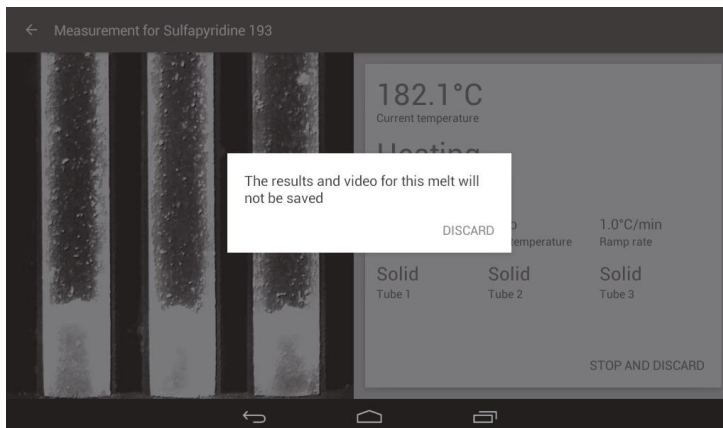 Measurement for Sulfapyridine 193
182.1°C
Current temperature
The results and video for this melt will
not be saved
DISCARD
1.0°C/min
temperature
Ramp rate
Solid
Solid
Solid
Tube 1
Tube 2
Tube 3
STOP AND DISCARD